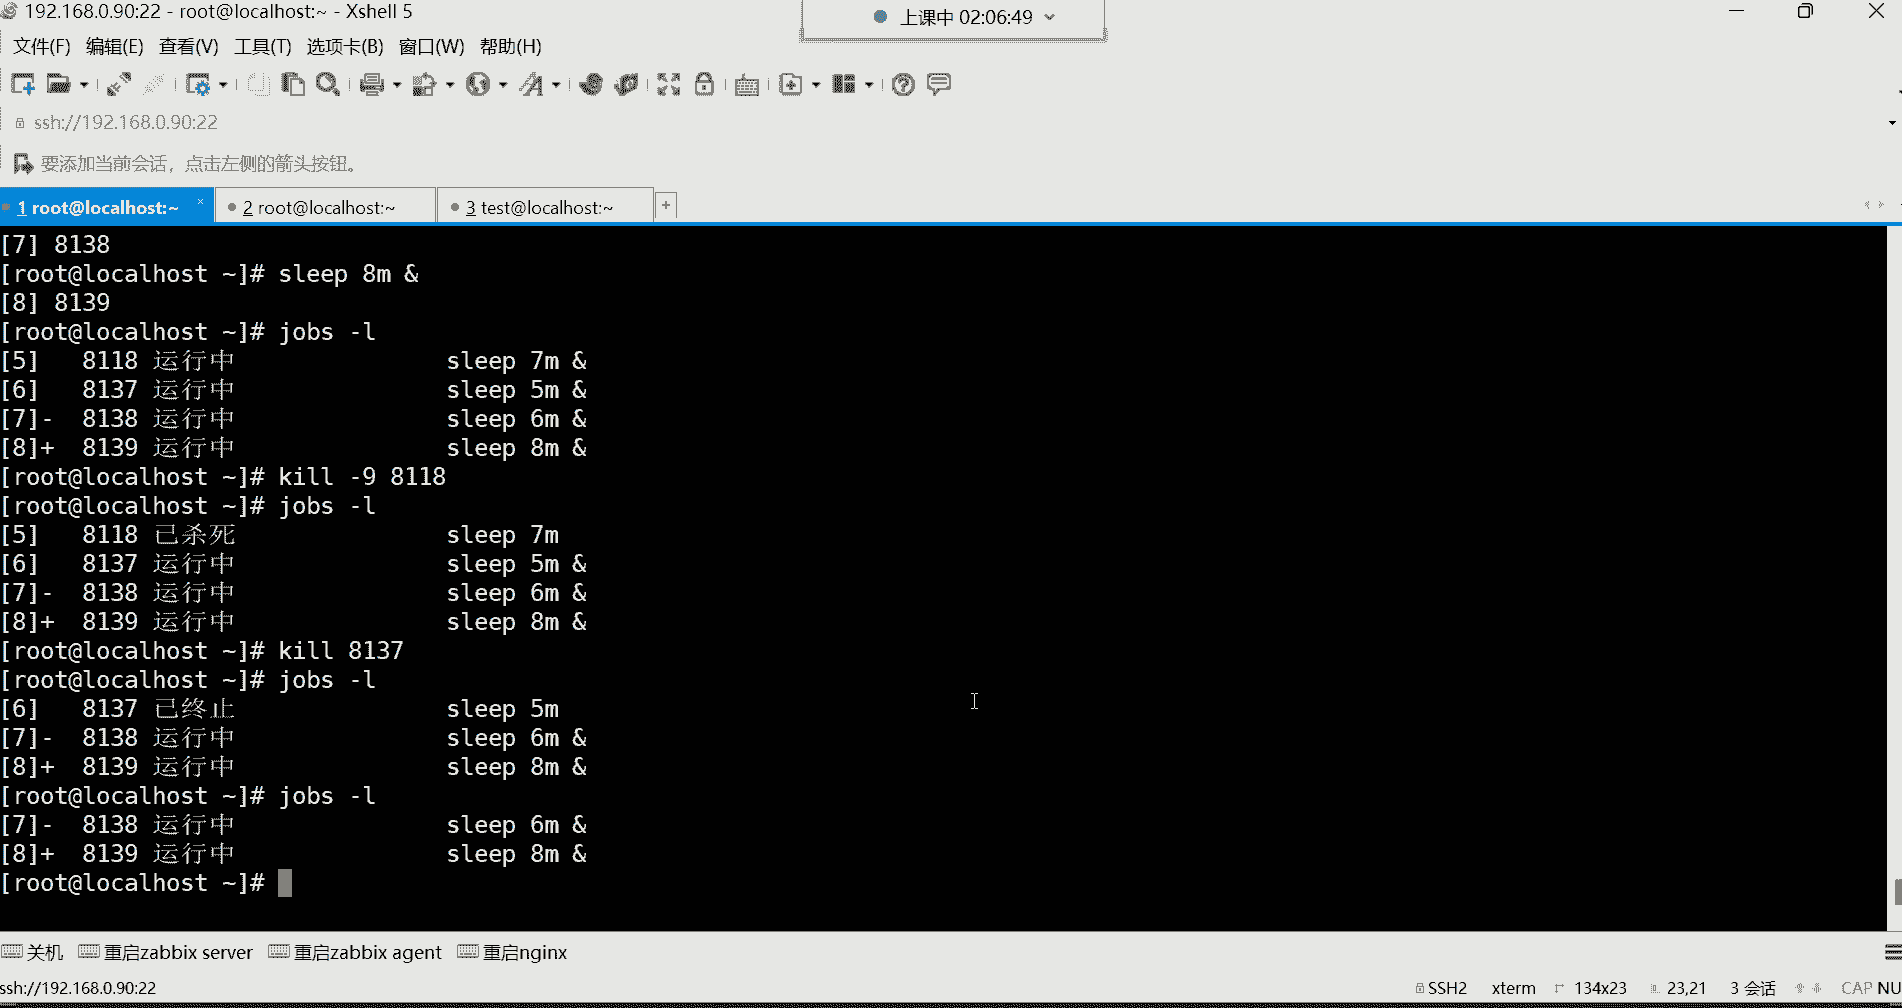 192.168.0.90:22 - root@localhost:~ - Xshell 5
上课中 02:06:49
文件(F) 编辑(E) 查看(V) 工具(T) 选项卡(B) 窗口(W) 帮助(H)
ssh://192.168.0.90:22
要添加当前会话，点击左侧的箭头按钮。
1 root@localhost:~ × 2 root@localhost:~ 3 test@localhost:~ +
[7] 8138
[root@localhost ~]# sleep 8m &
[8] 8139
[root@localhost ~]# jobs -l
[5]   8118 运行中               sleep 7m &
[6]   8137 运行中               sleep 5m &
[7]-  8138 运行中               sleep 6m &
[8]+  8139 运行中               sleep 8m &
[root@localhost ~]# kill -9 8118
[root@localhost ~]# jobs -l
[5]   8118 已杀死               sleep 7m
[6]   8137 运行中               sleep 5m &
[7]-  8138 运行中               sleep 6m &
[8]+  8139 运行中               sleep 8m &
[root@localhost ~]# kill 8137
[root@localhost ~]# jobs -l
[6]   8137 已终止               sleep 5m
[7]-  8138 运行中               sleep 6m &
[8]+  8139 运行中               sleep 8m &
[root@localhost ~]# jobs -l
[7]-  8138 运行中               sleep 6m &
[8]+  8139 运行中               sleep 8m &
[root@localhost ~]#
关机 重启zabbix server 重启zabbix agent 重启nginx
ssh://192.168.0.90:22 SSH2 xterm 134x23 23,21 3 会话 CAP NU